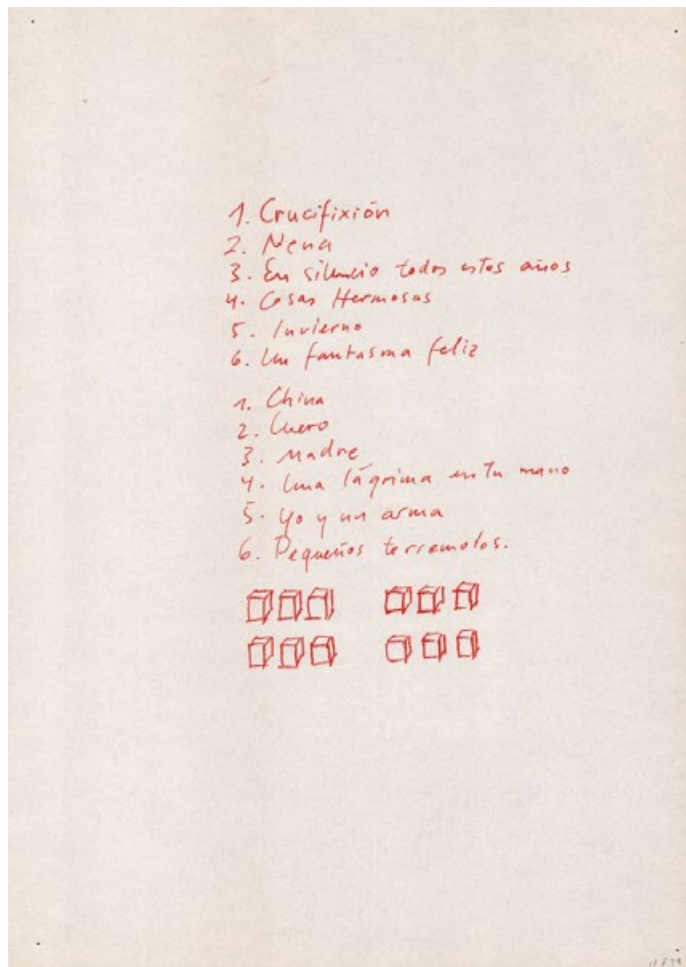 1. Crucifixión
2. Nena
3. En silencio todos estos años
4. Cosas Hermosas
5. Invierno
6. Un fantasma feliz
1. China
2. Cuero
3. Madre
4. Una lágrima en tu mano
5. Yo y un arma
6. Pequeños terremotos.